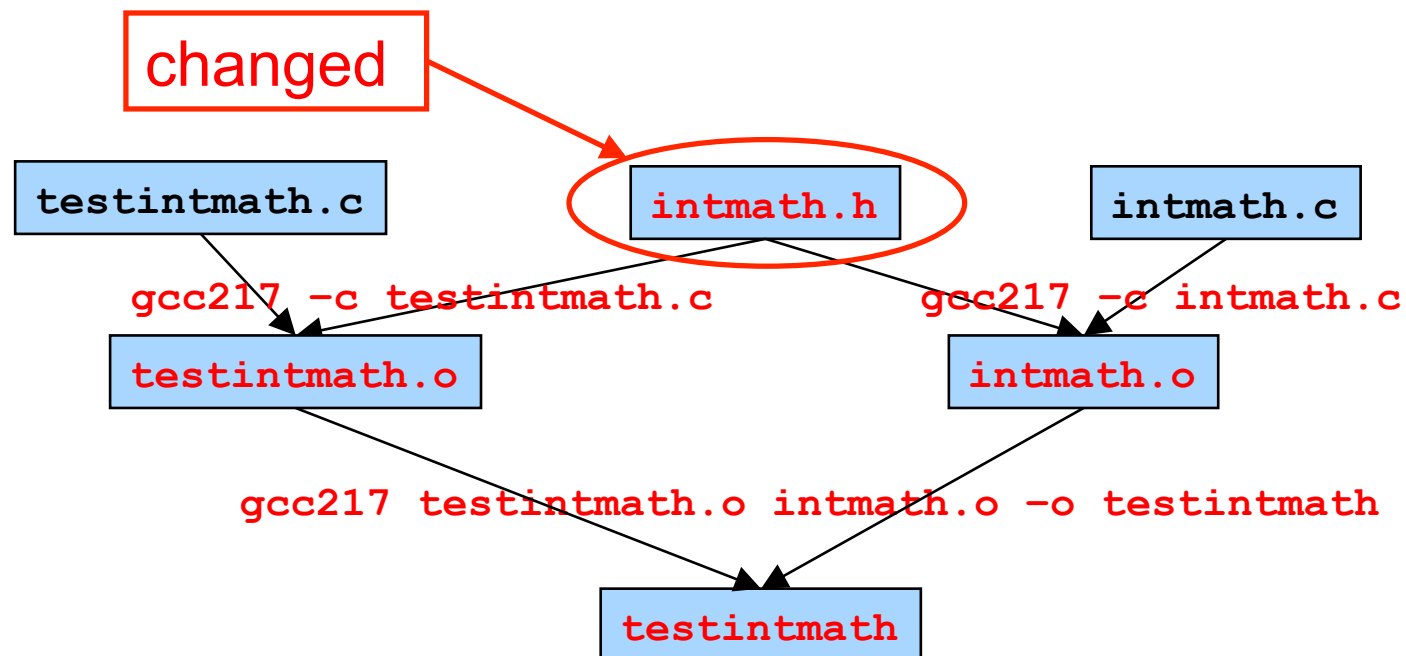 changed
testintmath.c
intmath.h
intmath.c
gcc217 –c testintmath.c
gcc217 –c intmath.c
testintmath.o
intmath.o
gcc217 testintmath.o intmath.o –o testintmath
testintmath